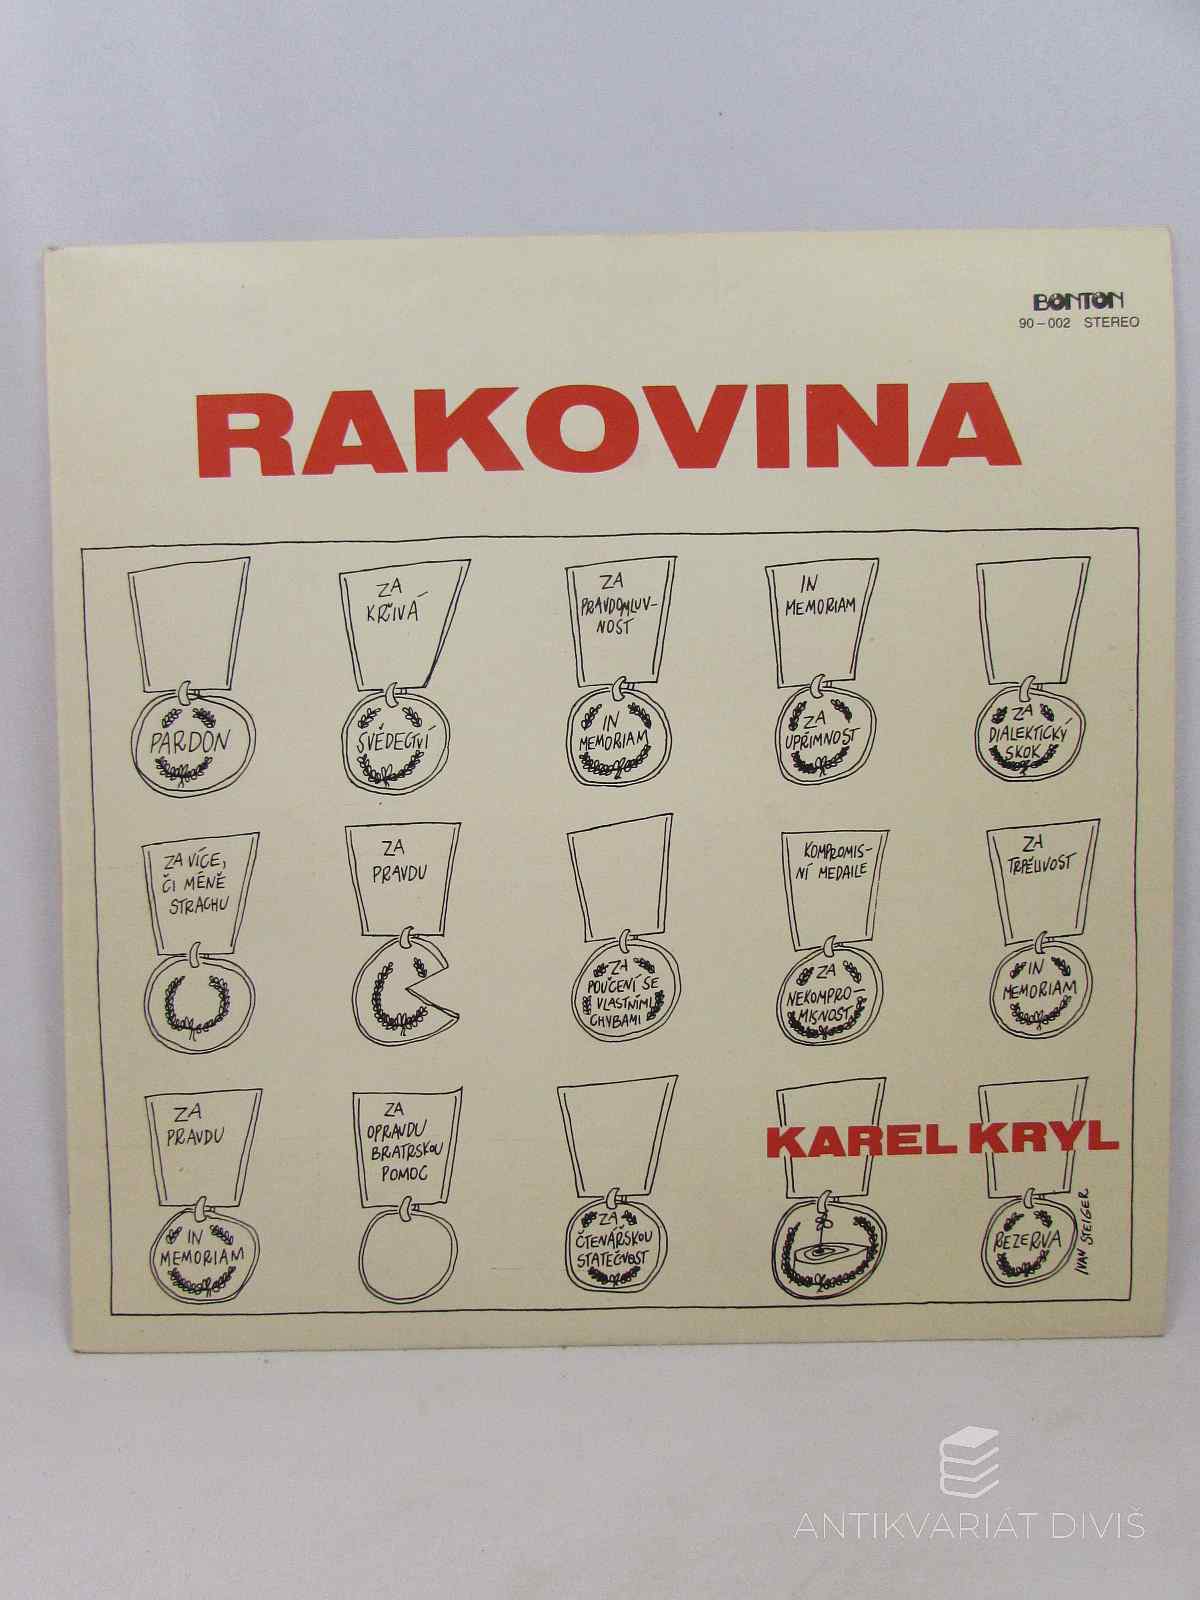 BONTON
90-002 STEREO
RAKOVINA
PARDON
ZA
KŘIVÁ
SVĚDECTVÍ
ZA
PRAVDOMLUV-
NOST
IN
MEMORIAM
IN
MEMORIAM
ZA
UPŘIMNOST
ZA
DIALEKTICKÝ
SKOK
ZA VÍCE,
ČI MÉNĚ
STRACHU
ZA
PRAVDU
ZA
POUČENÍ SE
VLASTNÍMI
CHYBAMI
KOMPROMIS-
NÍ MEDAILE
ZA
NEKOMPRO-
MISNOST
ZA
TRPĚLIVOST
IN
MEMORIAM
ZA
PRAVDU
IN
MEMORIAM
ZA
OPRAVDU
BRATRSKOU
POMOC
ZA
ČTENÁŘSKOU
STATEČNOST
KAREL KRYL
REZERVA
IVAN STEIGER
ANTIKVARIÁT DIVIŠ